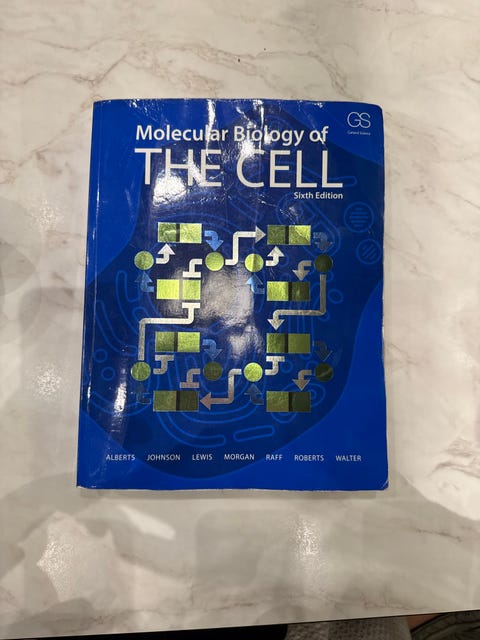 GS
Garland Science
Molecular Biology of
THE CELL
Sixth Edition
ALBERTS JOHNSON LEWIS MORGAN RAFF ROBERTS WALTER